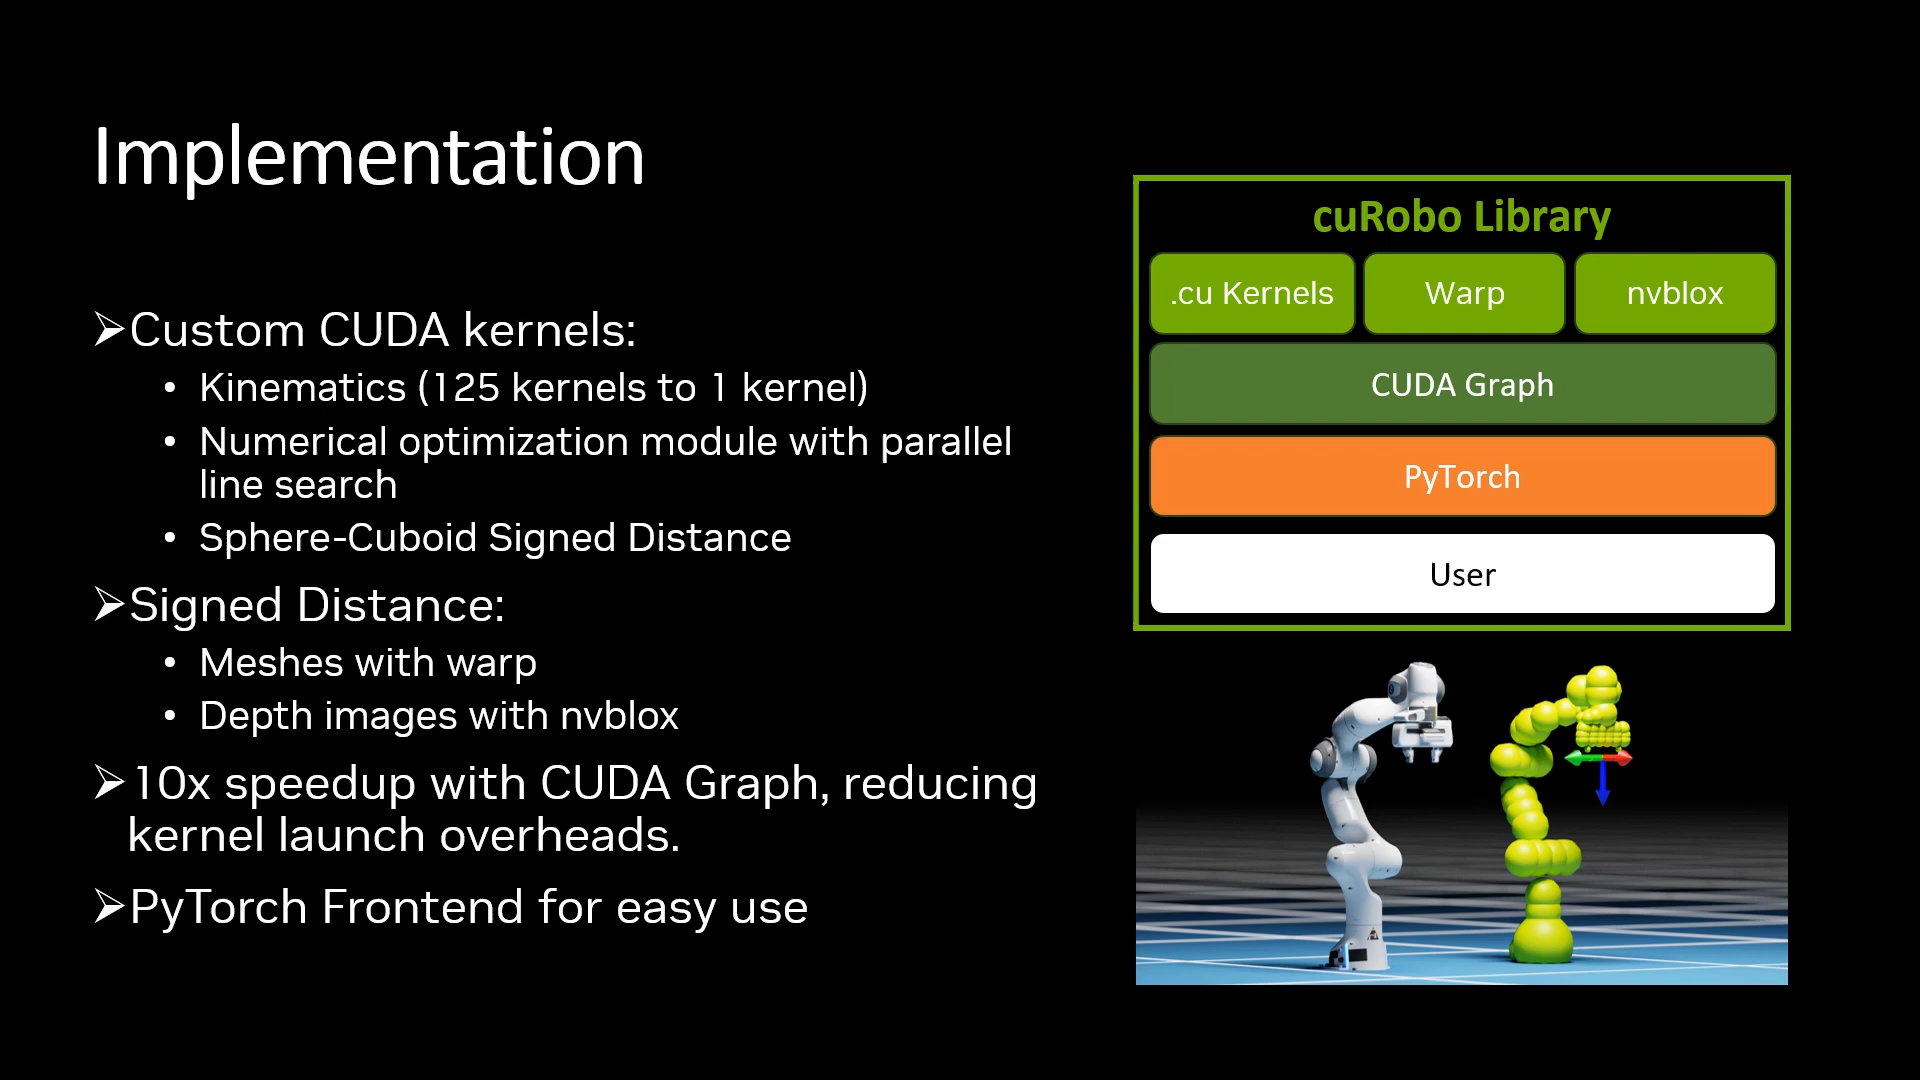 Implementation
➢Custom CUDA kernels:
• Kinematics (125 kernels to 1 kernel)
• Numerical optimization module with parallel
line search
• Sphere-Cuboid Signed Distance
➢Signed Distance:
• Meshes with warp
• Depth images with nvblox
➢10x speedup with CUDA Graph, reducing
kernel launch overheads.
➢PyTorch Frontend for easy use
cuRobo Library
.cu Kernels
Warp
nvblox
CUDA Graph
PyTorch
User